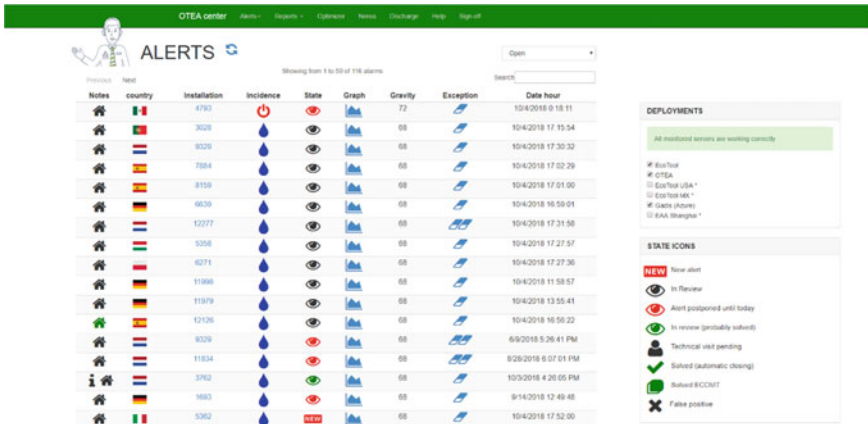 OTEA center Alerts Reports Optimizer Nexus Discharge Help Sign off
ALERTS
Open
Showing from 1 to 50 of 116 alarms
Search
Previous Next
Notes country Installation Incidence State Graph Gravity Exception Date hour
4793 72 10/4/2018 0:18:11
3028 68 10/4/2018 17:15:54
9329 68 10/4/2018 17:30:32
7884 68 10/4/2018 17:02:29
8159 68 10/4/2018 17:01:00
6639 68 10/4/2018 16:59:01
12277 68 10/4/2018 17:31:58
5358 68 10/4/2018 17:27:57
6271 68 10/4/2018 17:27:36
11998 68 10/4/2018 11:58:57
11979 68 10/4/2018 13:55:41
12126 68 10/4/2018 16:56:22
9329 68 6/9/2018 5:26:41 PM
11834 68 8/28/2018 6:07:01 PM
3762 68 10/3/2018 4:26:05 PM
1693 68 9/14/2018 12:49:48
5362 NEW 68 10/4/2018 17:52:00
DEPLOYMENTS
All monitored servers are working correctly
EcoTool
OTEA
EcoTool USA *
EcoTool MX *
Gadis (Azure)
EAA Shanghai *
STATE ICONS
NEW New alert
In Review
Alert postponed until today
In review (probably solved)
Technical visit pending
Solved (automatic closing)
Solved ECCMT
False positive